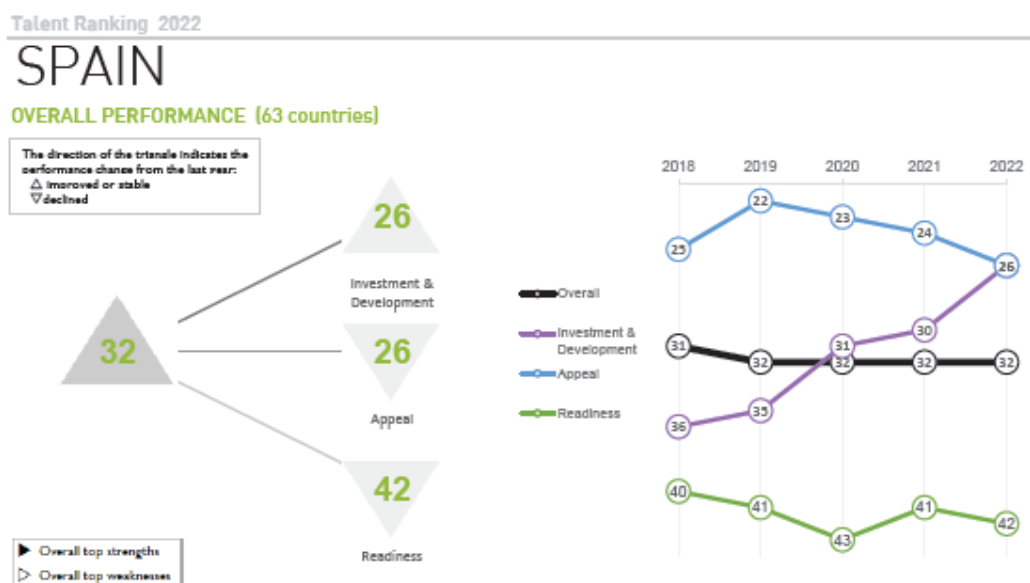 Talent Ranking 2022
SPAIN
OVERALL PERFORMANCE (63 countries)
The direction of the triangle indicates the
performance change from the last year:
△ improved or stable
▽ declined
32
26
Investment &
Development
26
Appeal
42
Readiness
Overall
Investment &
Development
Appeal
Readiness
2018 2019 2020 2021 2022
25 22 23 24 26
31 32 32 32 32
36 35 31 30
40 41 43 41 42
▶ Overall top strengths
▷ Overall top weaknesses